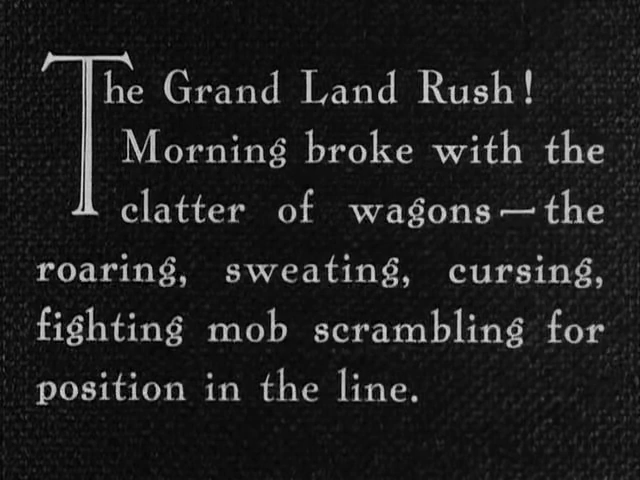 The Grand Land Rush!
Morning broke with the
clatter of wagons—the
roaring, sweating, cursing,
fighting mob scrambling for
position in the line.